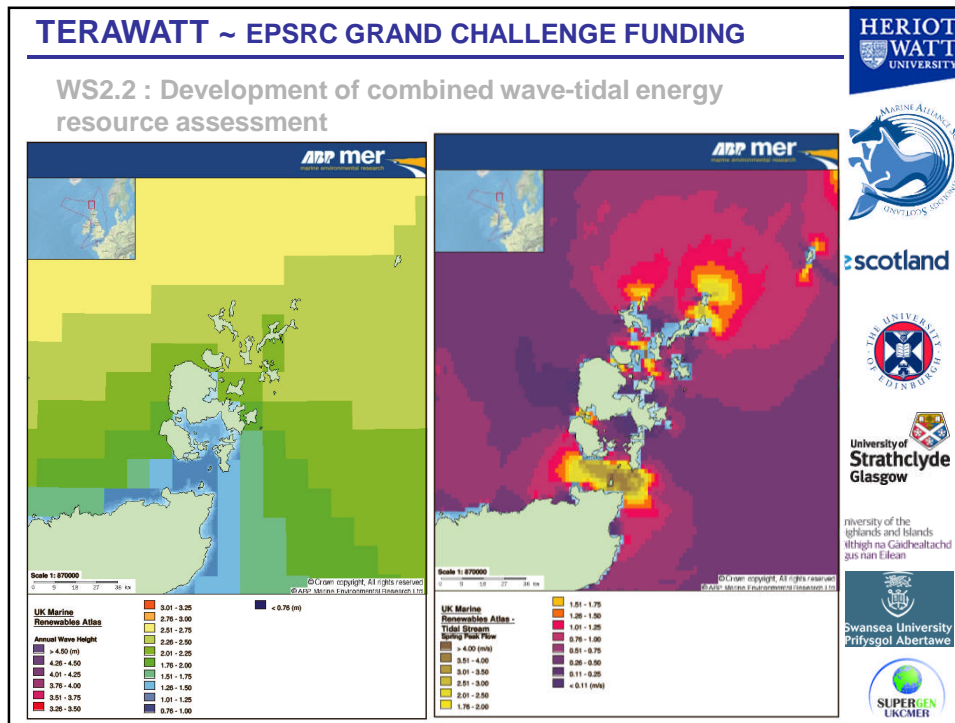 TERAWATT ~ EPSRC GRAND CHALLENGE FUNDING
WS2.2 : Development of combined wave-tidal energy
resource assessment
ABP mer
marine environmental research
Scale 1: 870000
0 9 18 27 36 km
©Crown copyright, All rights reserved
© ABP Marine Environmental Research Ltd
UK Marine
Renewables Atlas
Annual Wave Height
> 4.50 (m)
4.26 - 4.50
4.01 - 4.25
3.76 - 4.00
3.51 - 3.75
3.26 - 3.50
3.01 - 3.25
2.76 - 3.00
2.51 - 2.75
2.26 - 2.50
2.01 - 2.25
1.76 - 2.00
1.51 - 1.75
1.26 - 1.50
1.01 - 1.25
0.76 - 1.00
< 0.76 (m)
ABP mer
marine environmental research
Scale 1: 870000
0 9 18 27 36 km
©Crown copyright, All rights reserved
© ABP Marine Environmental Research Ltd
UK Marine
Renewables Atlas -
Tidal Stream
Spring Peak Flow
> 4.00 (m/s)
3.51 - 4.00
3.01 - 3.50
2.51 - 3.00
2.01 - 2.50
1.76 - 2.00
1.51 - 1.75
1.26 - 1.50
1.01 - 1.25
0.76 - 1.00
0.51 - 0.75
0.26 - 0.50
0.11 - 0.25
< 0.11 (m/s)
HERIOT
WATT
UNIVERSITY
MARINE ALLIANCE
SCOTLAND
scotland
THE UNIVERSITY
OF EDINBURGH
University of
Strathclyde
Glasgow
niversity of the
ighlands and Islands
ilthigh na Gàidhealtachd
gus nan Eilean
Swansea University
Prifysgol Abertawe
SUPERGEN
UKCMER